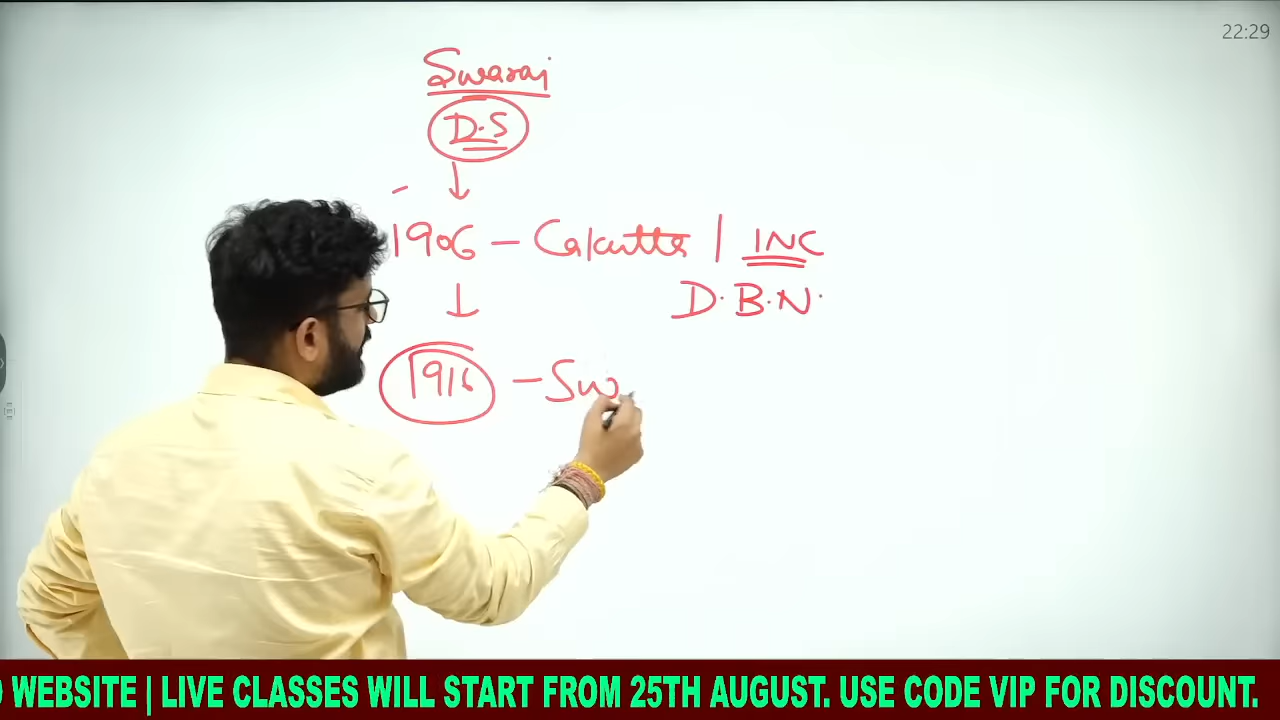 22:29
Swaraj
D.S
1906 - Calcutta | INC
D.B.N.
1916 - Sw
WEBSITE | LIVE CLASSES WILL START FROM 25TH AUGUST. USE CODE VIP FOR DISCOUNT.